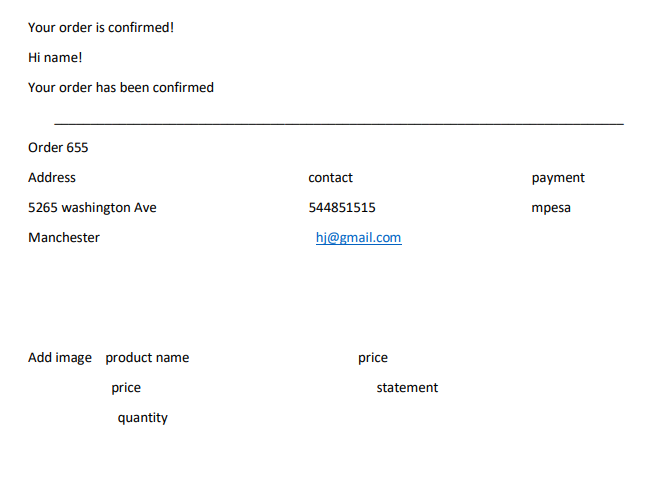 Your order is confirmed!
Hi name!
Your order has been confirmed
Order 655
Address contact payment
5265 washington Ave 544851515 mpesa
Manchester hj@gmail.com
Add image product name price
price statement
quantity